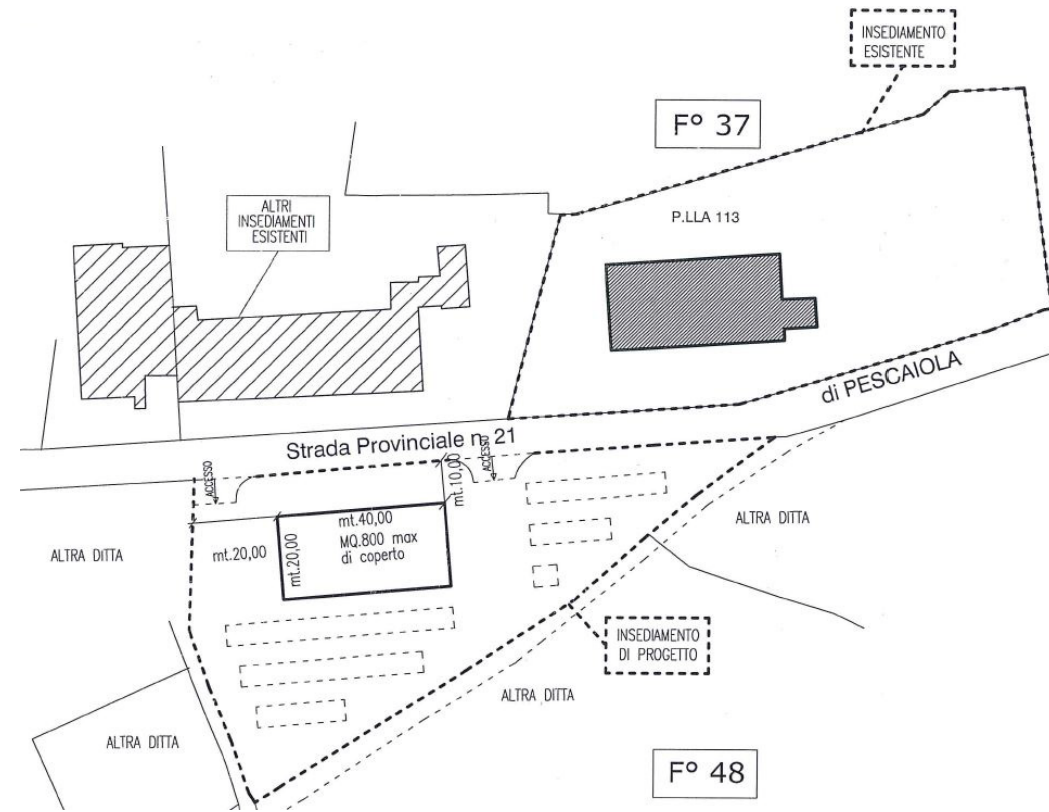 INSEDIAMENTO
ESISTENTE
F° 37
ALTRI
INSEDIAMENTI
ESISTENTI
P.LLA 113
di PESCAIOLA
Strada Provinciale n. 21
ACCESSO
ACCESSO
mt.10,00
mt.40,00
MQ.800 max
di coperto
mt.20,00
mt.20,00
ALTRA DITTA
ALTRA DITTA
INSEDIAMENTO
DI PROGETTO
ALTRA DITTA
ALTRA DITTA
F° 48